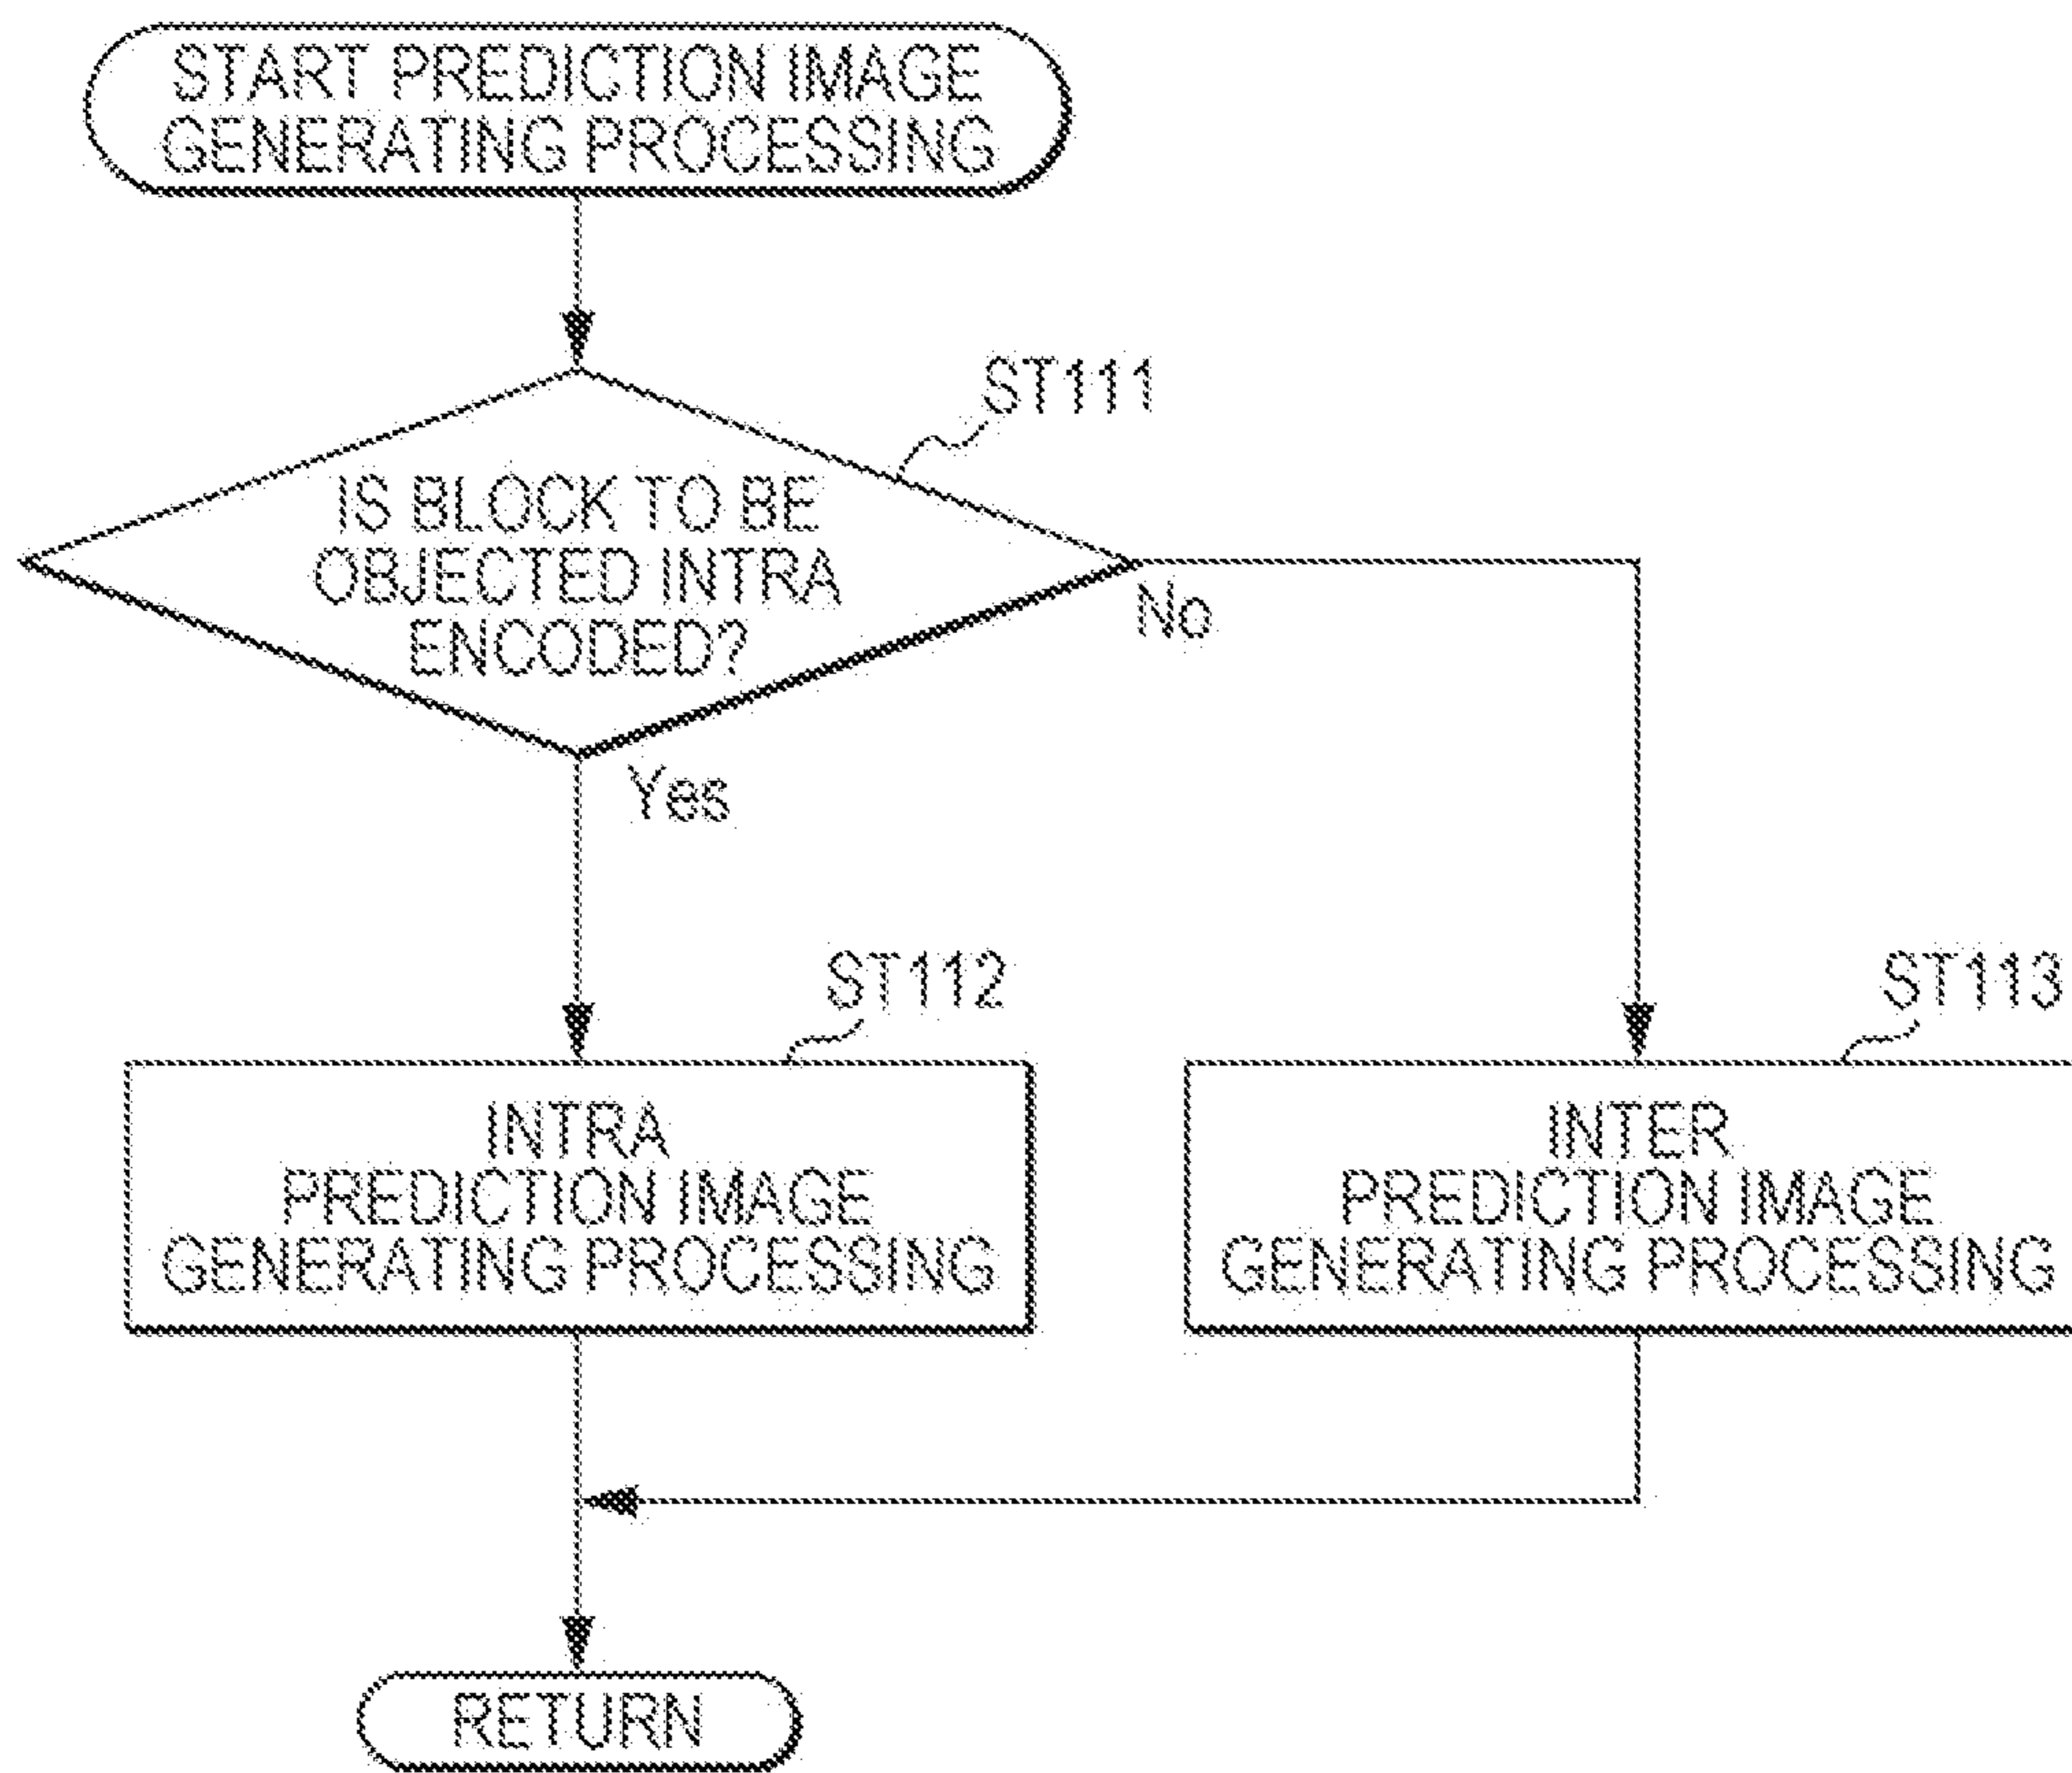 START PREDICTION IMAGE
GENERATING PROCESSING
ST111
IS BLOCK TO BE
OBJECTED INTRA
ENCODED?
No
Yes
ST112
ST113
INTRA
PREDICTION IMAGE
GENERATING PROCESSING
INTER
PREDICTION IMAGE
GENERATING PROCESSING
RETURN